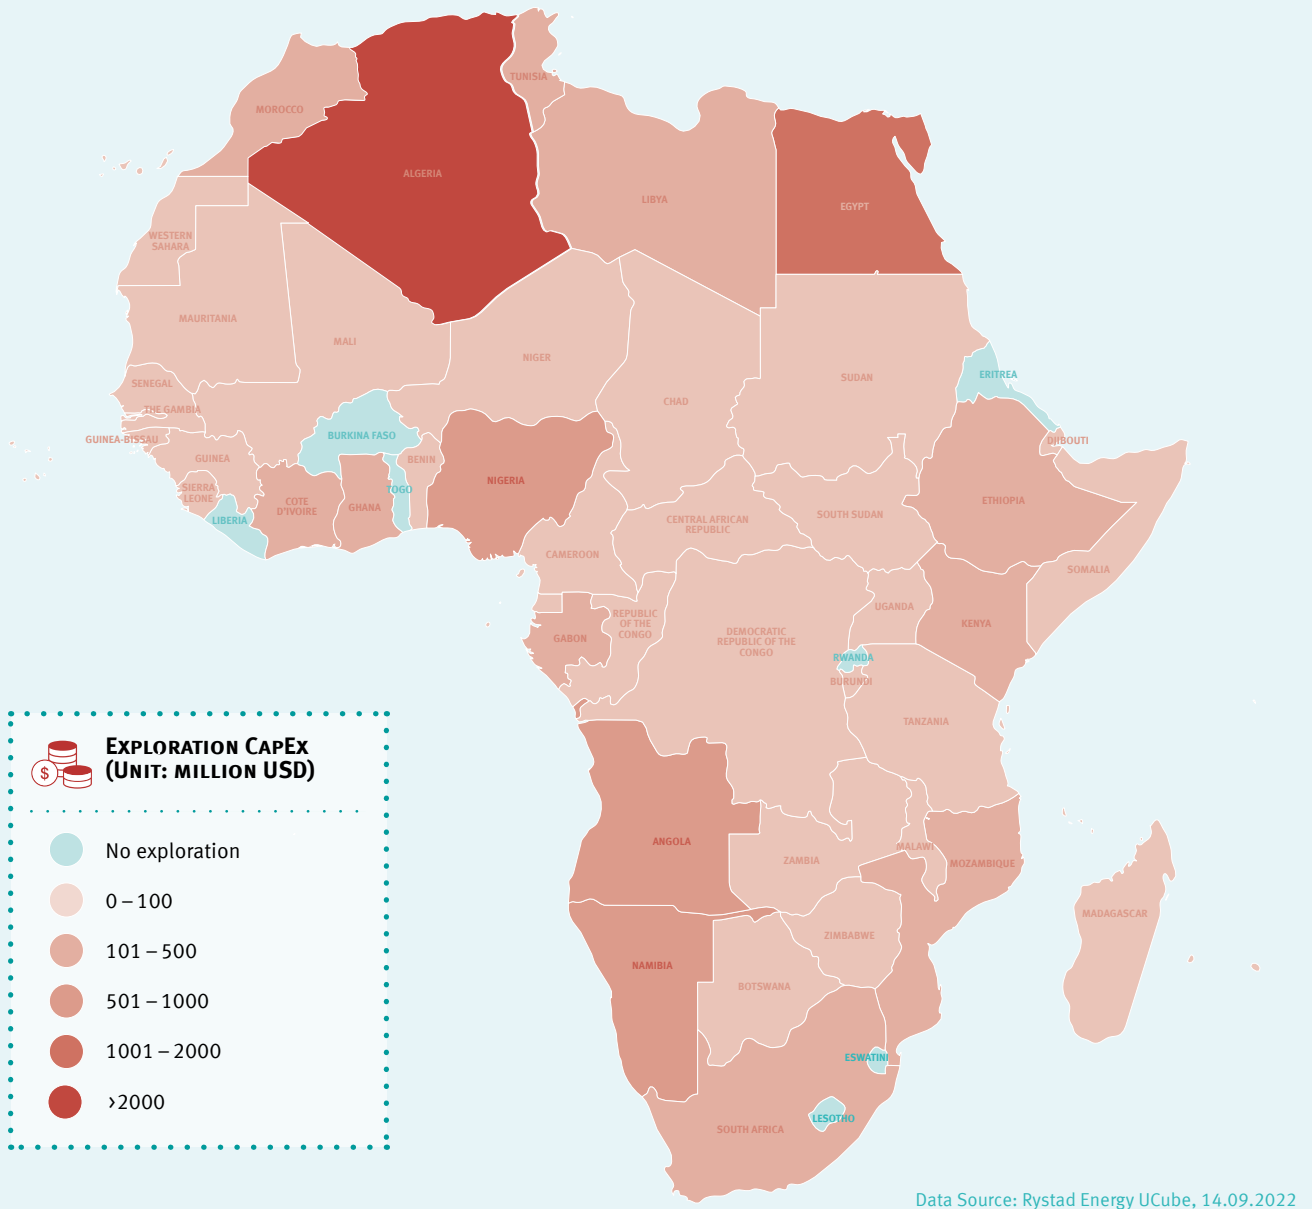 TUNISIA
MOROCCO
ALGERIA
LIBYA
EGYPT
WESTERN
SAHARA
MAURITANIA
MALI
NIGER
CHAD
SUDAN
ERITREA
SENEGAL
THE GAMBIA
GUINEA-BISSAU
GUINEA
SIERRA
LEONE
LIBERIA
COTE
D'IVOIRE
BURKINA FASO
GHANA
TOGO
BENIN
NIGERIA
DJIBOUTI
ETHIOPIA
SOUTH SUDAN
CENTRAL AFRICAN
REPUBLIC
CAMEROON
SOMALIA
UGANDA
KENYA
REPUBLIC
OF THE
CONGO
GABON
DEMOCRATIC
REPUBLIC OF THE
CONGO
RWANDA
BURUNDI
TANZANIA
ANGOLA
ZAMBIA
MALAWI
MOZAMBIQUE
MADAGASCAR
ZIMBABWE
NAMIBIA
BOTSWANA
ESWATINI
LESOTHO
SOUTH AFRICA
$
EXPLORATION CAPEX
(UNIT: MILLION USD)
No exploration
0 – 100
101 – 500
501 – 1000
1001 – 2000
>2000
Data Source: Rystad Energy UCube, 14.09.2022